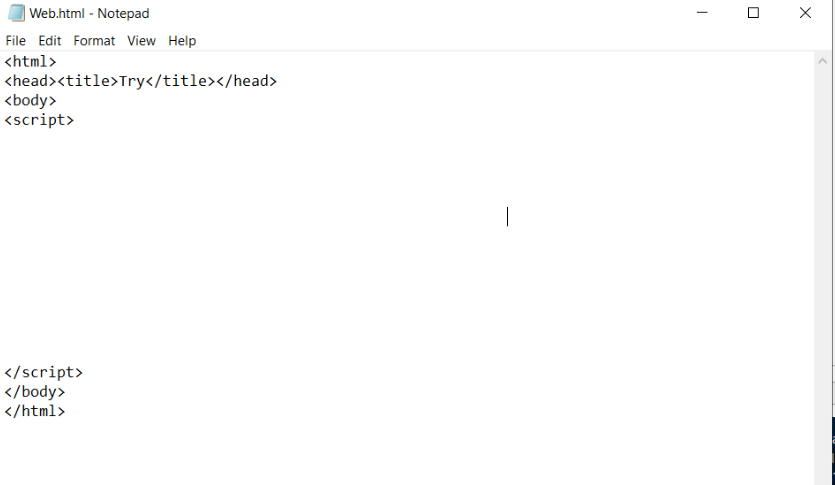 Web.html - Notepad
File Edit Format View Help
<html>
<head><title>Try</title></head>
<body>
<script>
</script>
</body>
</html>